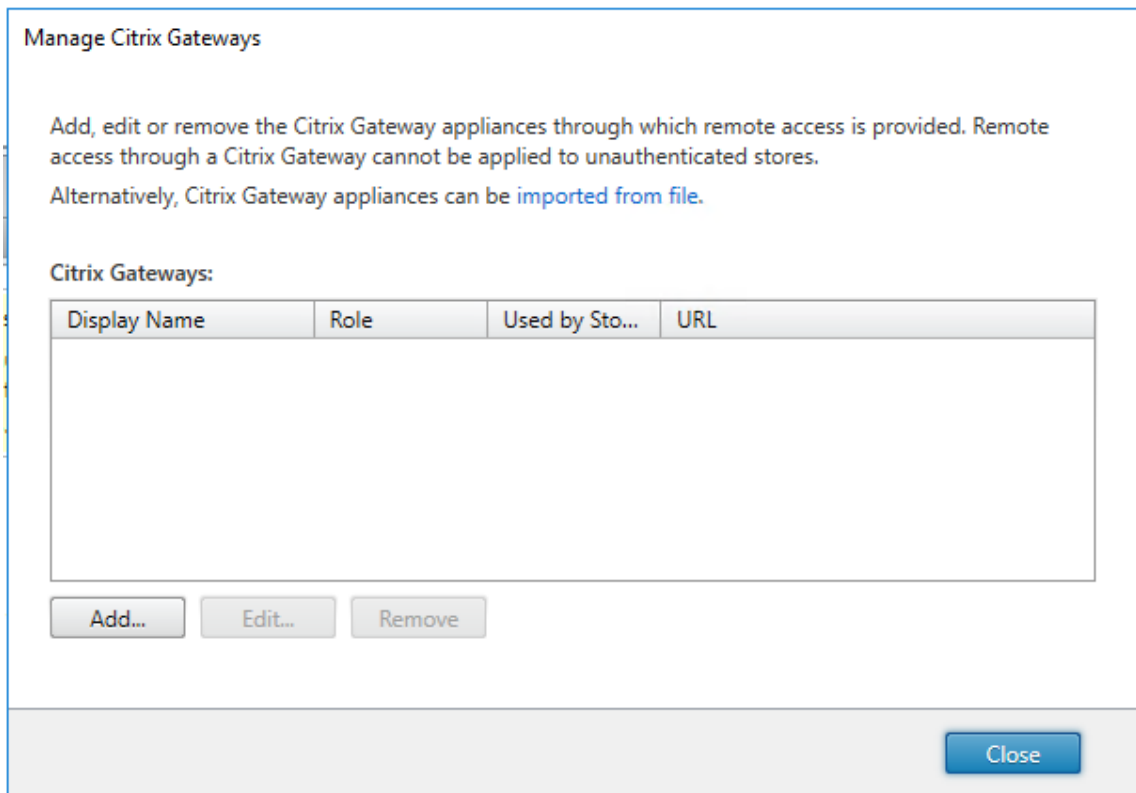 Manage Citrix Gateways
Add, edit or remove the Citrix Gateway appliances through which remote access is provided. Remote
access through a Citrix Gateway cannot be applied to unauthenticated stores.
Alternatively, Citrix Gateway appliances can be imported from file.
Citrix Gateways:
Display Name Role Used by Sto... URL
Add... Edit... Remove
Close